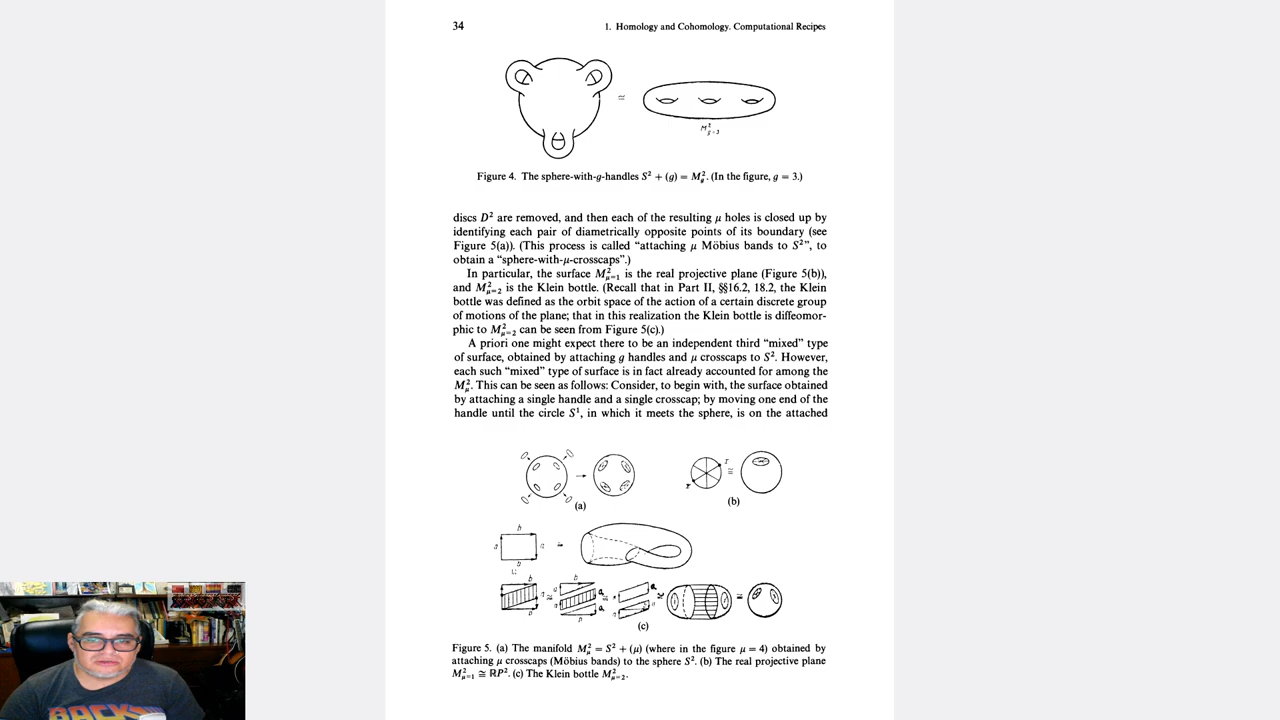 34
1. Homology and Cohomology. Computational Recipes
≅
M²g=3
Figure 4. The sphere-with-g-handles S² + (g) = M²g. (In the figure, g = 3.)
discs D² are removed, and then each of the resulting μ holes is closed up by
identifying each pair of diametrically opposite points of its boundary (see
Figure 5(a)). (This process is called “attaching μ Möbius bands to S²”, to
obtain a “sphere-with-μ-crosscaps”.)
In particular, the surface M²μ=1 is the real projective plane (Figure 5(b)),
and M²μ=2 is the Klein bottle. (Recall that in Part II, §§16.2, 18.2, the Klein
bottle was defined as the orbit space of the action of a certain discrete group
of motions of the plane; that in this realization the Klein bottle is diffeomor-
phic to M²μ=2 can be seen from Figure 5(c).)
A priori one might expect there to be an independent third “mixed” type
of surface, obtained by attaching g handles and μ crosscaps to S². However,
each such “mixed” type of surface is in fact already accounted for among the
M²μ. This can be seen as follows: Consider, to begin with, the surface obtained
by attaching a single handle and a single crosscap; by moving one end of the
handle until the circle S¹, in which it meets the sphere, is on the attached
(a)
(b)
b
a
a
b
(c)
Figure 5. (a) The manifold M²μ = S² + (μ) (where in the figure μ = 4) obtained by
attaching μ crosscaps (Möbius bands) to the sphere S². (b) The real projective plane
M²μ=1 ≅ ℝP². (c) The Klein bottle M²μ=2.